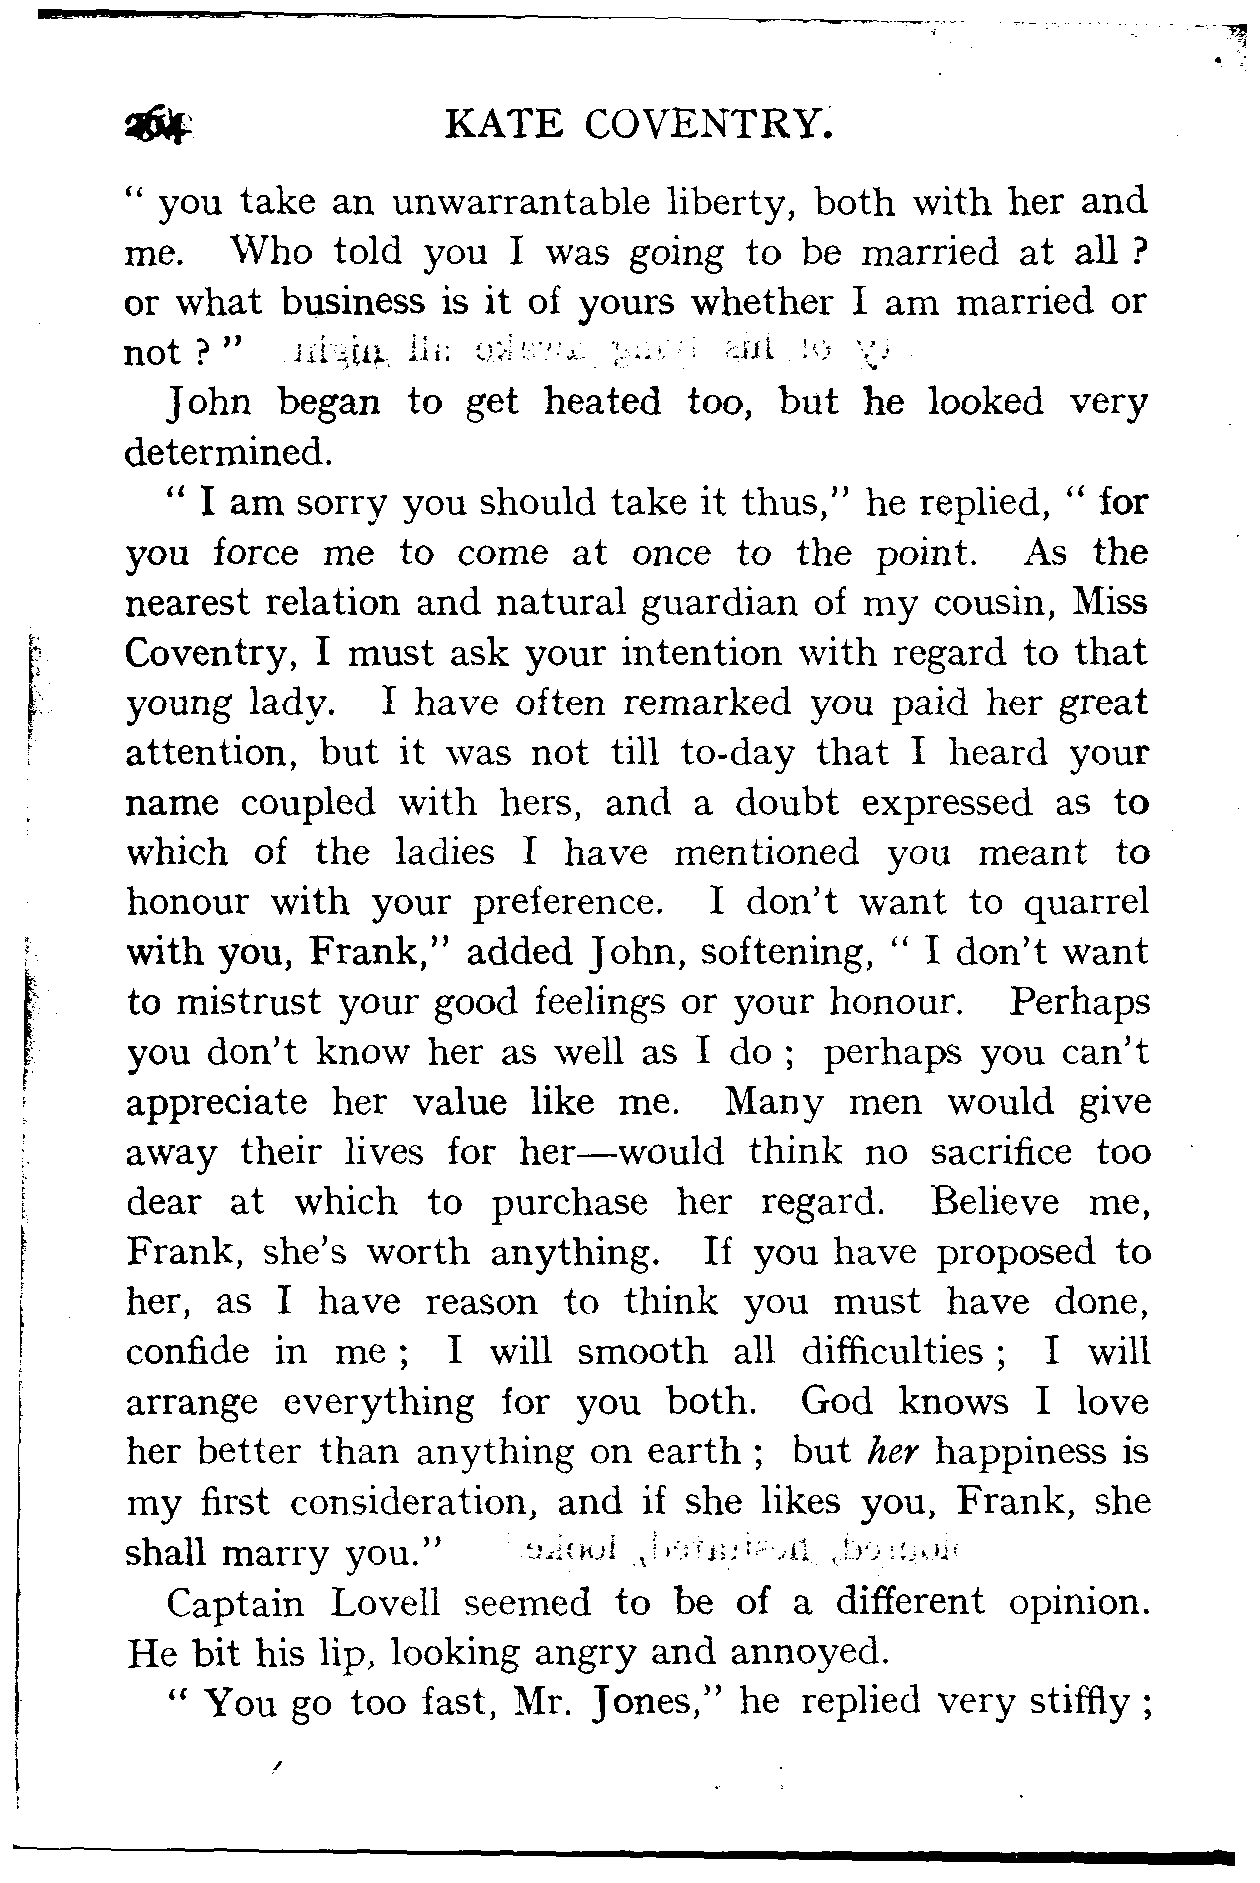 264 KATE COVENTRY.
“ you take an unwarrantable liberty, both with her and
me. Who told you I was going to be married at all ?
or what business is it of yours whether I am married or
not ? ”
John began to get heated too, but he looked very
determined.
“ I am sorry you should take it thus,” he replied, “ for
you force me to come at once to the point. As the
nearest relation and natural guardian of my cousin, Miss
Coventry, I must ask your intention with regard to that
young lady. I have often remarked you paid her great
attention, but it was not till to-day that I heard your
name coupled with hers, and a doubt expressed as to
which of the ladies I have mentioned you meant to
honour with your preference. I don’t want to quarrel
with you, Frank,” added John, softening, “ I don’t want
to mistrust your good feelings or your honour. Perhaps
you don’t know her as well as I do ; perhaps you can’t
appreciate her value like me. Many men would give
away their lives for her—would think no sacrifice too
dear at which to purchase her regard. Believe me,
Frank, she’s worth anything. If you have proposed to
her, as I have reason to think you must have done,
confide in me ; I will smooth all difficulties ; I will
arrange everything for you both. God knows I love
her better than anything on earth ; but her happiness is
my first consideration, and if she likes you, Frank, she
shall marry you.”
Captain Lovell seemed to be of a different opinion.
He bit his lip, looking angry and annoyed.
“ You go too fast, Mr. Jones,” he replied very stiffly ;